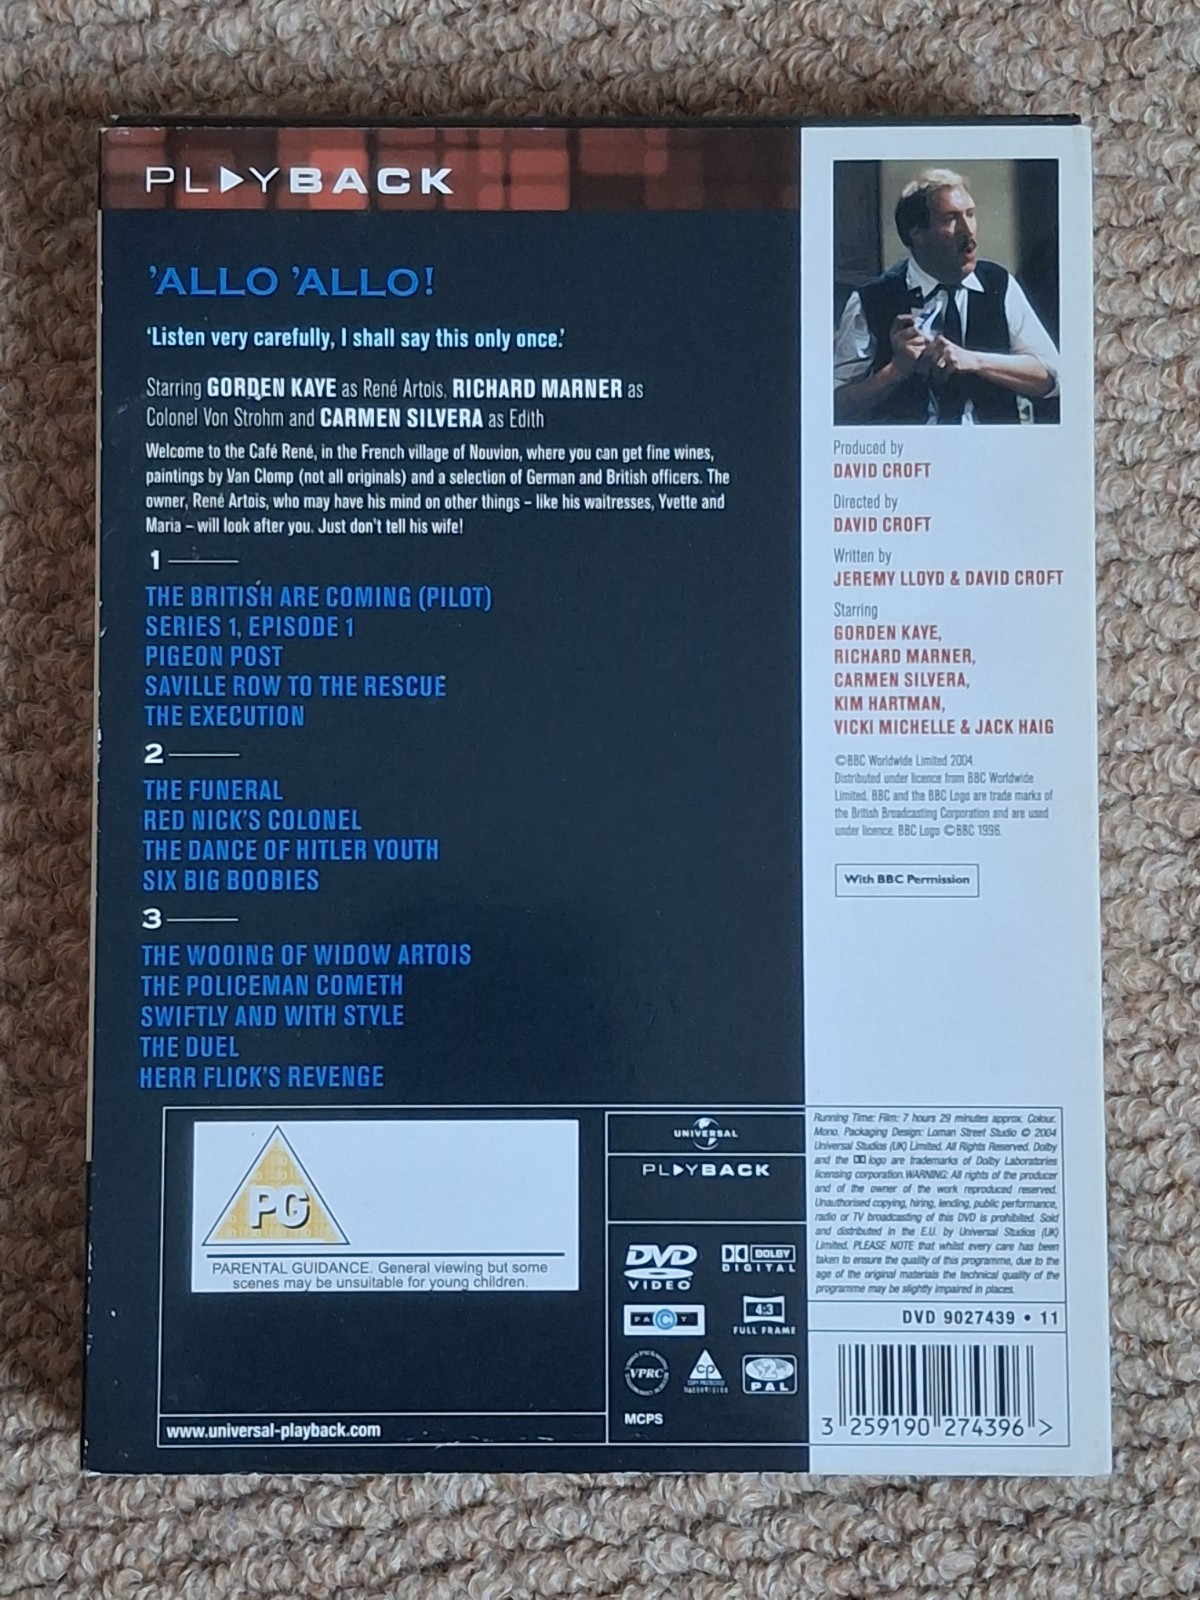 PLAYBACK
'ALLO 'ALLO!
'Listen very carefully, I shall say this only once.'
Starring GORDEN KAYE as René Artois, RICHARD MARNER as
Colonel Von Strohm and CARMEN SILVERA as Edith
Welcome to the Café René, in the French village of Nouvion, where you can get fine wines,
paintings by Van Clomp (not all originals) and a selection of German and British officers. The
owner, René Artois, who may have his mind on other things – like his waitresses, Yvette and
Maria – will look after you. Just don't tell his wife!
1
THE BRITISH ARE COMING (PILOT)
SERIES 1, EPISODE 1
PIGEON POST
SAVILLE ROW TO THE RESCUE
THE EXECUTION
2
THE FUNERAL
RED NICK'S COLONEL
THE DANCE OF HITLER YOUTH
SIX BIG BOOBIES
3
THE WOOING OF WIDOW ARTOIS
THE POLICEMAN COMETH
SWIFTLY AND WITH STYLE
THE DUEL
HERR FLICK'S REVENGE
Produced by
DAVID CROFT
Directed by
DAVID CROFT
Written by
JEREMY LLOYD & DAVID CROFT
Starring
GORDEN KAYE,
RICHARD MARNER,
CARMEN SILVERA,
KIM HARTMAN,
VICKI MICHELLE & JACK HAIG
©BBC Worldwide Limited 2004.
Distributed under licence from BBC Worldwide
Limited. BBC and the BBC Logo are trade marks of
the British Broadcasting Corporation and are used
under licence. BBC Logo ©BBC 1996.
With BBC Permission
PG
PARENTAL GUIDANCE. General viewing but some
scenes may be unsuitable for young children.
www.universal-playback.com
UNIVERSAL
PLAYBACK
DVD
VIDEO
DOLBY
DIGITAL
FACT
4:3
FULL FRAME
VPRC
CP
PAL
MCPS
Running Time: Film: 7 hours 29 minutes approx. Colour.
Mono. Packaging Design: Loman Street Studio © 2004
Universal Studios (UK) Limited. All Rights Reserved. Dolby
and the DD logo are trademarks of Dolby Laboratories
licensing corporation. WARNING: All rights of the producer
and of the owner of the work reproduced reserved.
Unauthorised copying, hiring, lending, public performance,
radio or TV broadcasting of this DVD is prohibited. Sold
and distributed in the E.U. by Universal Studios (UK)
Limited. PLEASE NOTE that whilst every care has been
taken to ensure the quality of this programme, due to the
age of the original materials the technical quality of the
programme may be slightly impaired in places.
DVD 9027439 • 11
3 259190 274396 >